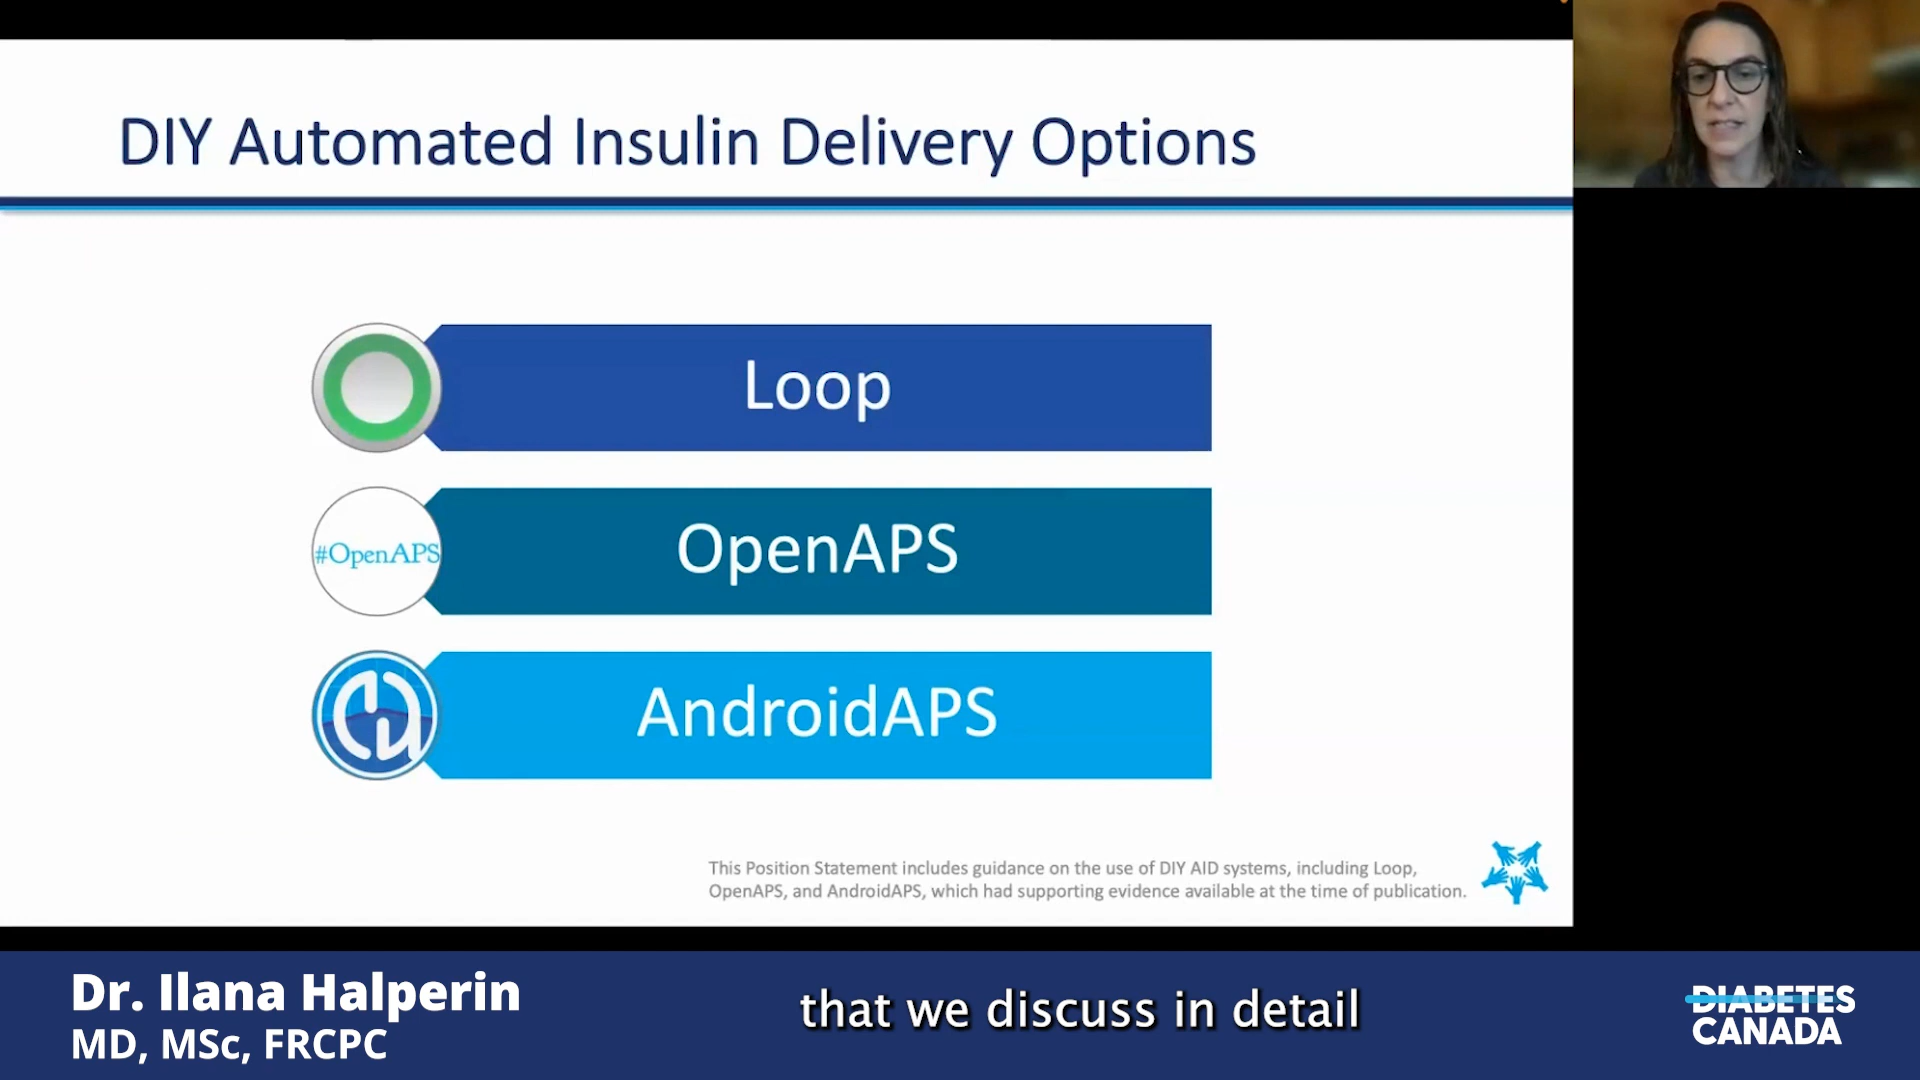 DIY Automated Insulin Delivery Options
Loop
#OpenAPS
OpenAPS
AndroidAPS
This Position Statement includes guidance on the use of DIY AID systems, including Loop,
OpenAPS, and AndroidAPS, which had supporting evidence available at the time of publication.
Dr. Ilana Halperin
MD, MSc, FRCPC
that we discuss in detail
DIABETES
CANADA